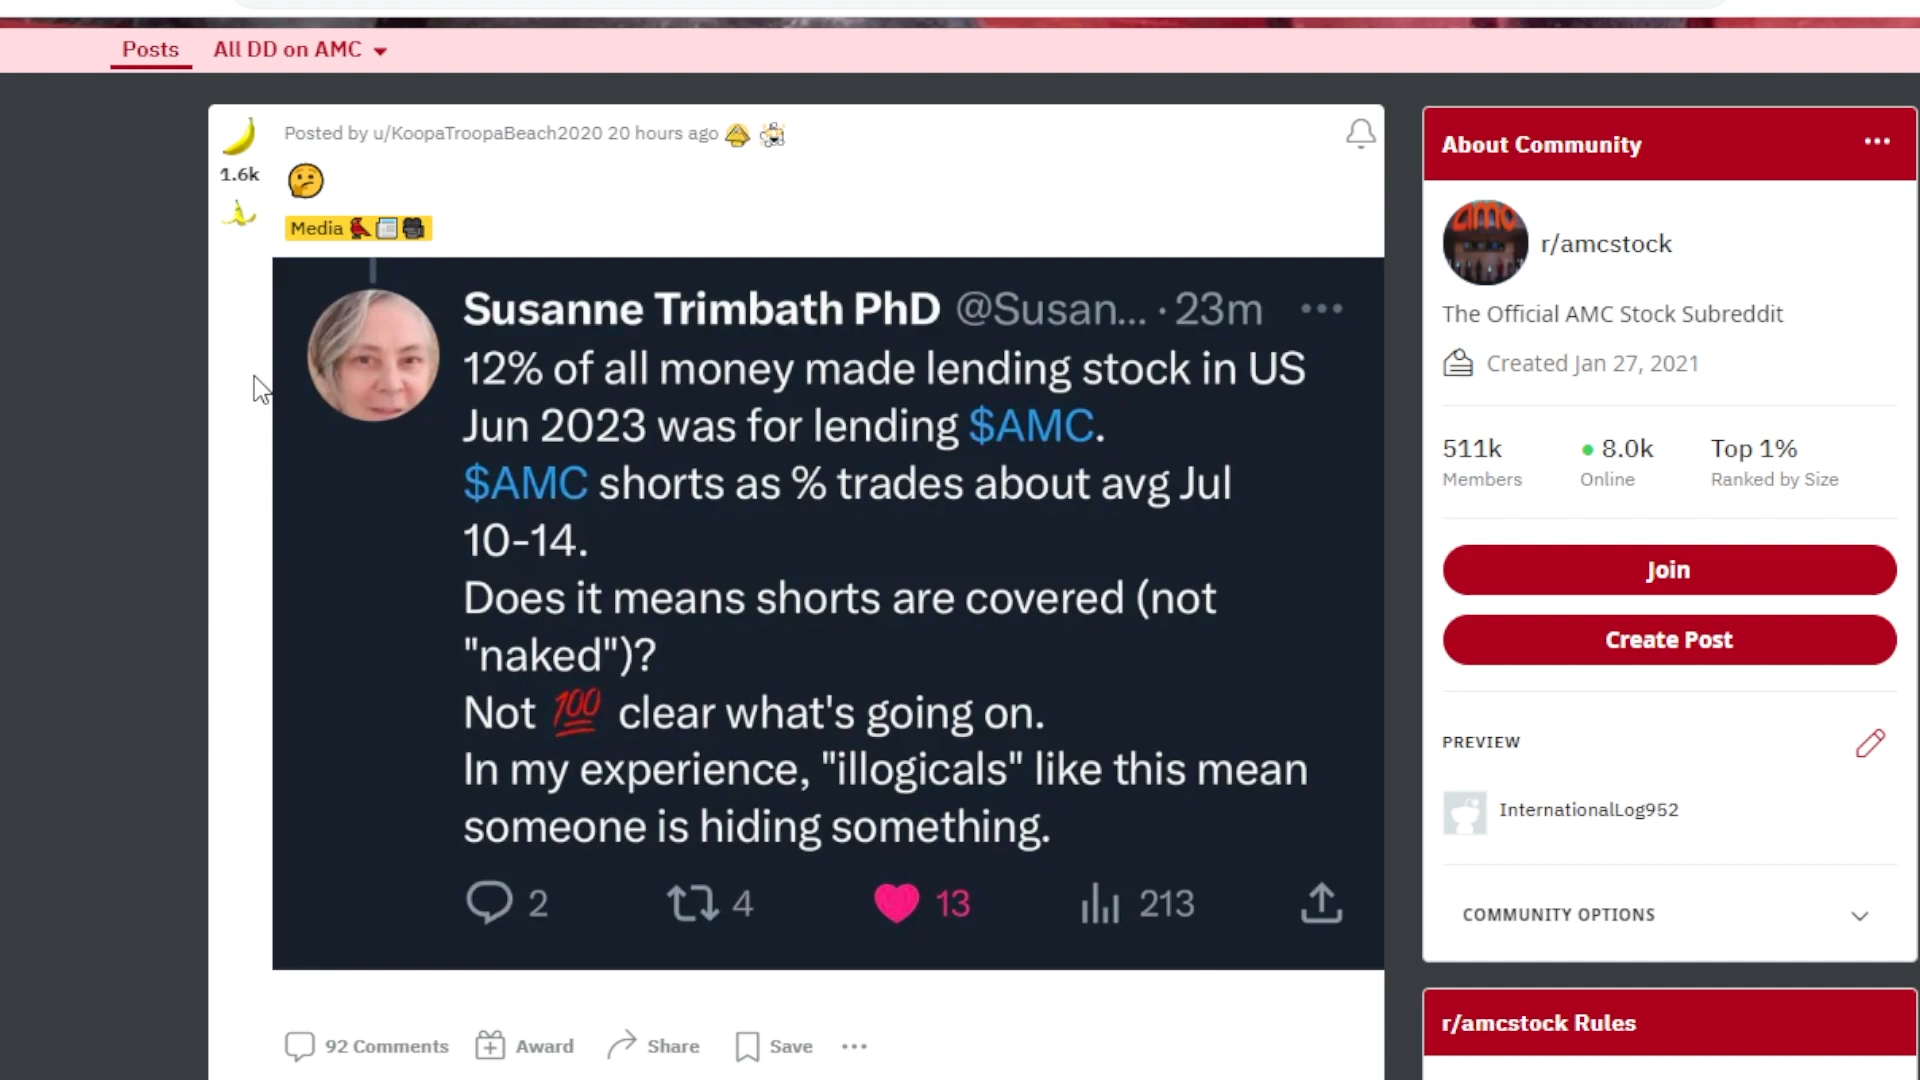 Posts
All DD on AMC
Posted by u/KoopaTroopaBeach2020 20 hours ago
1.6k
Media
Susanne Trimbath PhD @Susan... · 23m
12% of all money made lending stock in US
Jun 2023 was for lending $AMC.
$AMC shorts as % trades about avg Jul
10-14.
Does it means shorts are covered (not
"naked")?
Not 💯 clear what's going on.
In my experience, "illogicals" like this mean
someone is hiding something.
2 4 13 213
92 Comments Award Share Save
About Community
amc
r/amcstock
The Official AMC Stock Subreddit
Created Jan 27, 2021
511k 8.0k Top 1%
Members Online Ranked by Size
Join
Create Post
PREVIEW
InternationalLog952
COMMUNITY OPTIONS
r/amcstock Rules